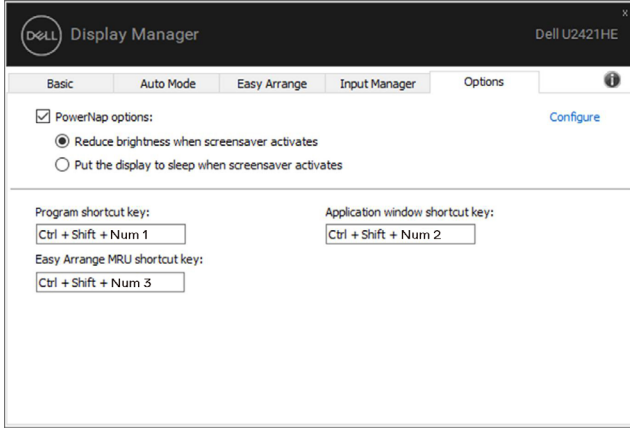 x
DELL Display Manager
Dell U2421HE
Basic Auto Mode Easy Arrange Input Manager Options i
PowerNap options: Configure
Reduce brightness when screensaver activates
Put the display to sleep when screensaver activates
Program shortcut key: Application window shortcut key:
Ctrl + Shift + Num 1 Ctrl + Shift + Num 2
Easy Arrange MRU shortcut key:
Ctrl + Shift + Num 3